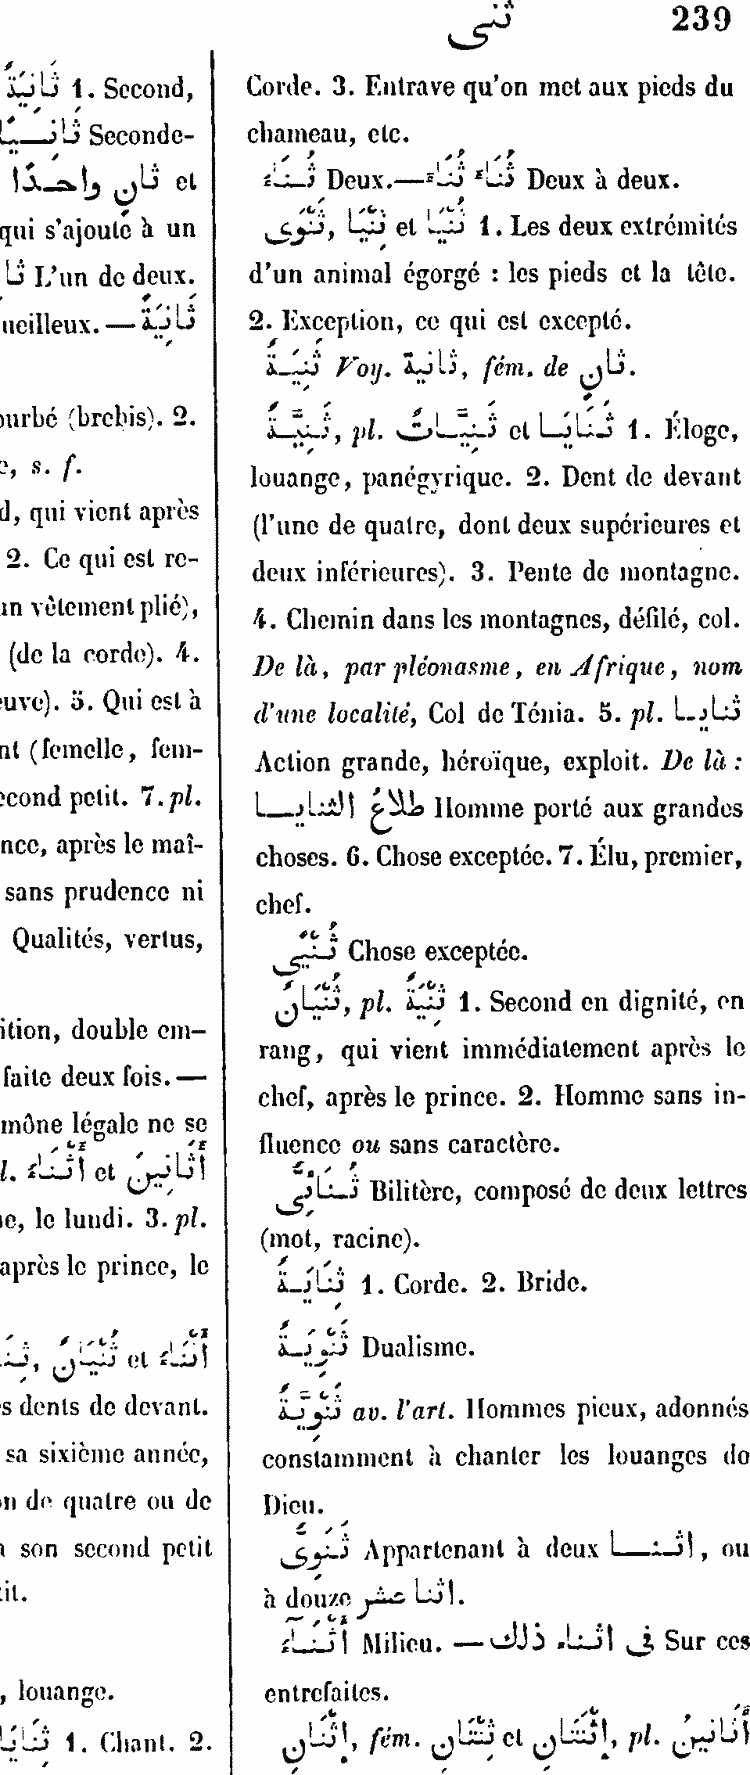 ثنى 239
ثَانِيَةٌ 1. Second,
Seconde-
ثَانٍ وَاحِدًا et
qui s'ajoute à un
L'un de deux.
ueilleux. — ثَانِيَةٌ
ourbé (brebis). 2.
e, s. f.
d, qui vient après
2. Ce qui est re-
un vêtement plié),
(de la corde). 4.
euve). 5. Qui est à
nt (femelle, fem-
econd petit. 7. pl.
nce, après le maî-
sans prudence ni
Qualités, vertus,
ition, double em-
faite deux fois. —
mône légale ne se
l. أَثْنَاءٌ et أَثَانِينُ
ne, le lundi. 3. pl.
après le prince, le
ثُنْيَانٌ et أَثْنَاءٌ
s dents de devant.
sa sixième année,
on de quatre ou de
a son second petit
tit.
, louange.
1. Chant. 2.
Corde. 3. Entrave qu'on met aux pieds du
chameau, etc.
ثُنَاءُ Deux. — ثُنَاءُ ثُنَاءَ Deux à deux.
ثَنْوَى, ثِنْيَا et ثُنْيَا 1. Les deux extrémités
d'un animal égorgé : les pieds et la tête.
2. Exception, ce qui est excepté.
ثَنِيَةٌ Voy. ثانية, fém. de ثانٍ.
ثَنِيَّةٌ, pl. ثَنِيَّاتٌ et ثَنَايَا 1. Éloge,
louange, panégyrique. 2. Dent de devant
(l'une de quatre, dont deux supérieures et
deux inférieures). 3. Pente de montagne.
4. Chemin dans les montagnes, défilé, col.
De là, par pléonasme, en Afrique, nom
d'une localité, Col de Ténia. 5. pl. ثنايا
Action grande, héroïque, exploit. De là :
طلاعُ الثنايا Homme porté aux grandes
choses. 6. Chose exceptée. 7. Élu, premier,
chef.
ثُنْيَى Chose exceptée.
ثُنْيَانٌ, pl. ثِنْيَةٌ 1. Second en dignité, en
rang, qui vient immédiatement après le
chef, après le prince. 2. Homme sans in-
fluence ou sans caractère.
ثُنَائِىٌّ Bilitère, composé de deux lettres
(mot, racine).
ثِنَايَةٌ 1. Corde. 2. Bride.
ثَنْوِيَةٌ Dualisme.
ثَنْوِيَّةٌ av. l'art. Hommes pieux, adonnés
constamment à chanter les louanges de
Dieu.
ثَنَوِىٌّ Appartenant à deux اثنا, ou
à douze اثنا عشر.
أَثْنَاءٌ Milieu. — فى اثناء ذلك Sur ces
entrefaites.
إِثْنَانِ, fém. ثِنْتَانِ et إِثْنَتَانِ, pl. أَثَانِينُ